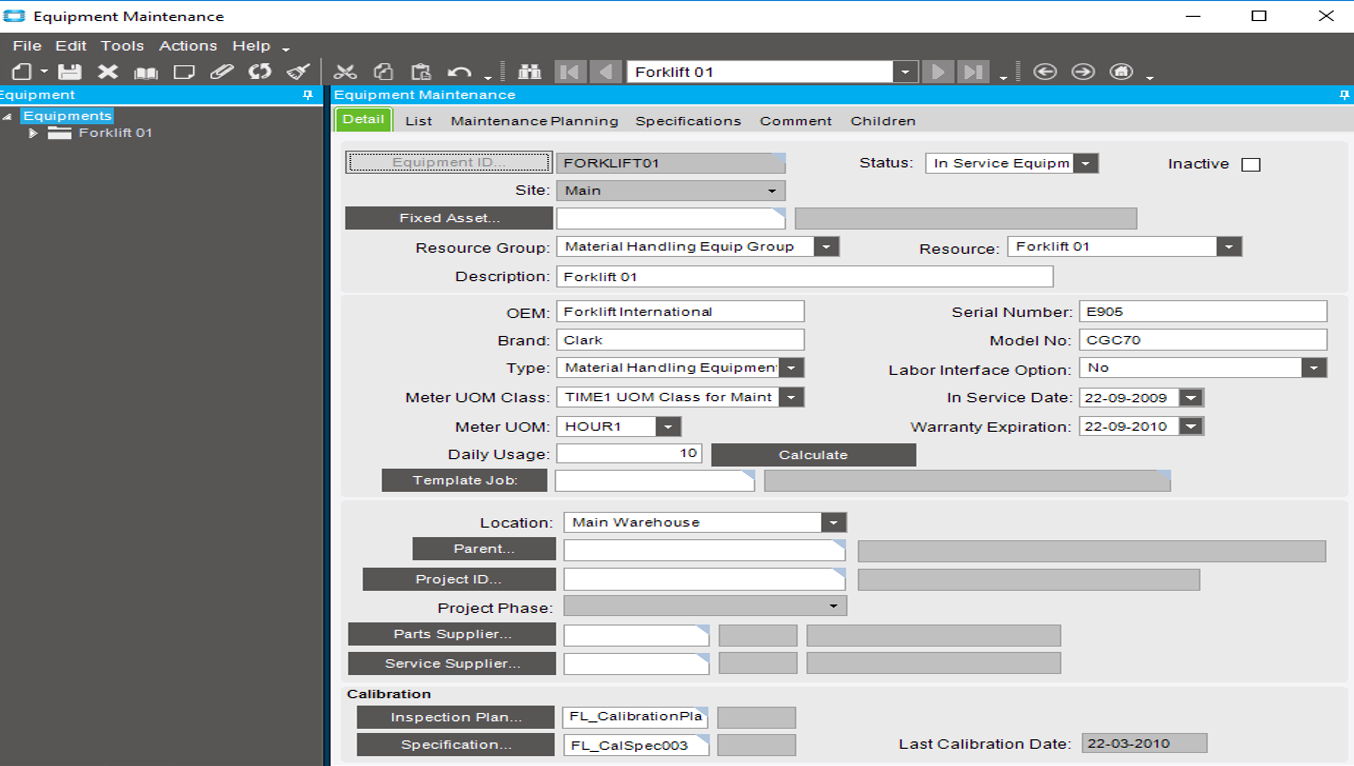 Equipment Maintenance
File Edit Tools Actions Help
Forklift 01
Equipment
Equipments
Forklift 01
Equipment Maintenance
Detail List Maintenance Planning Specifications Comment Children
Equipment ID... FORKLIFT01 Status: In Service Equipm Inactive
Site: Main
Fixed Asset...
Resource Group: Material Handling Equip Group Resource: Forklift 01
Description: Forklift 01
OEM: Forklift International Serial Number: E905
Brand: Clark Model No: CGC70
Type: Material Handling Equipmen Labor Interface Option: No
Meter UOM Class: TIME1 UOM Class for Maint In Service Date: 22-09-2009
Meter UOM: HOUR1 Warranty Expiration: 22-09-2010
Daily Usage: 10 Calculate
Template Job:
Location: Main Warehouse
Parent...
Project ID...
Project Phase:
Parts Supplier...
Service Supplier...
Calibration
Inspection Plan... FL_CalibrationPla
Specification... FL_CalSpec003 Last Calibration Date: 22-03-2010